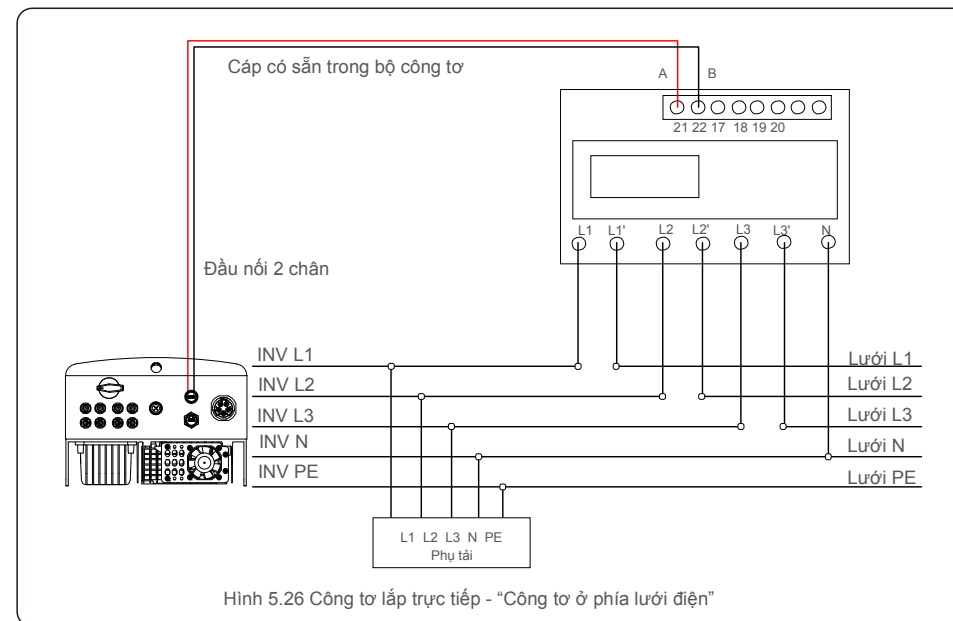 Cáp có sẵn trong bộ công tơ
A B
21 22 17 18 19 20
L1 L1' L2 L2' L3 L3' N
Đầu nối 2 chân
INV L1 Lưới L1
INV L2 Lưới L2
INV L3 Lưới L3
INV N Lưới N
INV PE Lưới PE
L1 L2 L3 N PE
Phụ tải
Hình 5.26 Công tơ lắp trực tiếp - “Công tơ ở phía lưới điện”